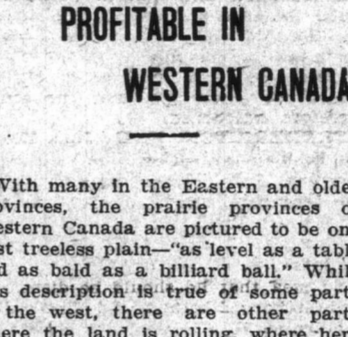 PROFITABLE IN
WESTERN CANADA
With many in the Eastern and olde
ovinces, the prairie provinces o
estern Canada are pictured to be on
st treeless plain—“as level as a tabl
d as bald as a billiard ball.” Whil
s description is true of some part
the west, there are other part
ere the land is rolling, where her